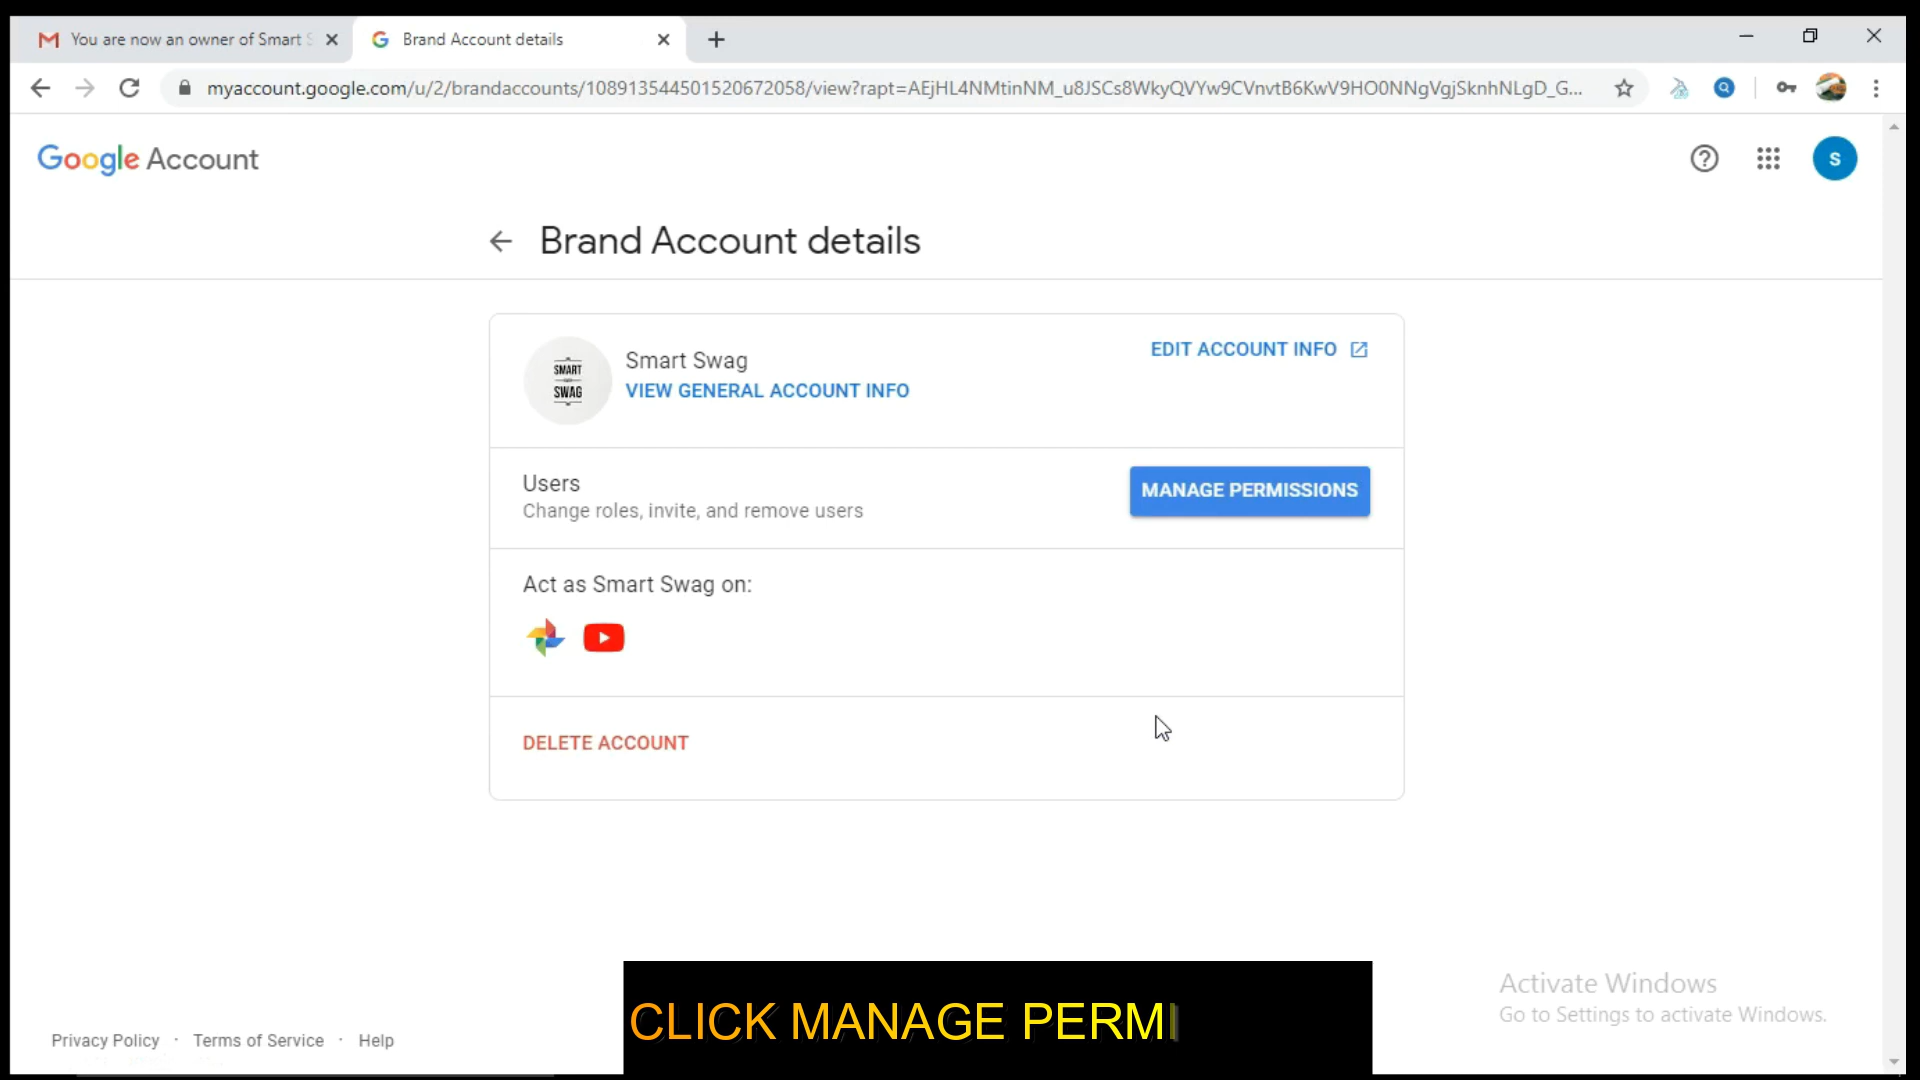 You are now an owner of Smart S
Brand Account details
myaccount.google.com/u/2/brandaccounts/108913544501520672058/view?rapt=AEjHL4NMtinNM_u8JSCs8WkyQVYw9CVnvtB6KwV9HO0NNgVgjSknhNLgD_G...
Google Account
S
Brand Account details
Smart Swag
EDIT ACCOUNT INFO
SMART
SWAG
VIEW GENERAL ACCOUNT INFO
Users
MANAGE PERMISSIONS
Change roles, invite, and remove users
Act as Smart Swag on:
DELETE ACCOUNT
Activate Windows
Go to Settings to activate Windows.
CLICK MANAGE PERMI
Privacy Policy · Terms of Service · Help